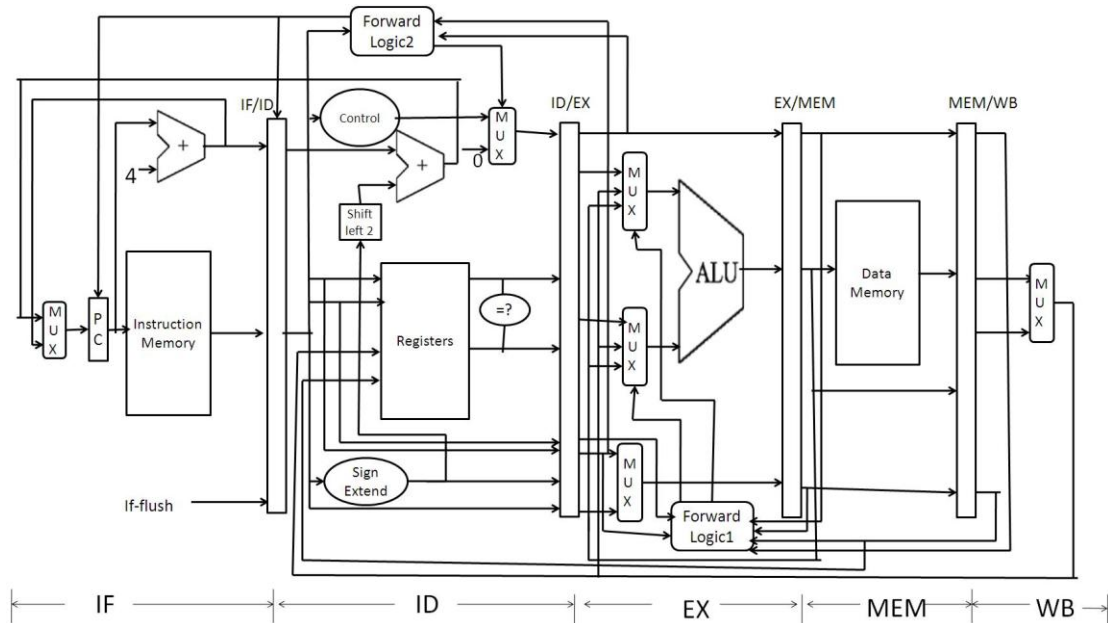 Forward
Logic2
IF/ID
ID/EX
EX/MEM
MEM/WB
Control
M
U
X
+
+
4
0
Shift
left 2
M
U
X
ALU
Data
Memory
M
U
X
=?
M
U
X
P
C
Instruction
Memory
Registers
M
U
X
Sign
Extend
M
U
X
If-flush
Forward
Logic1
IF
ID
EX
MEM
WB